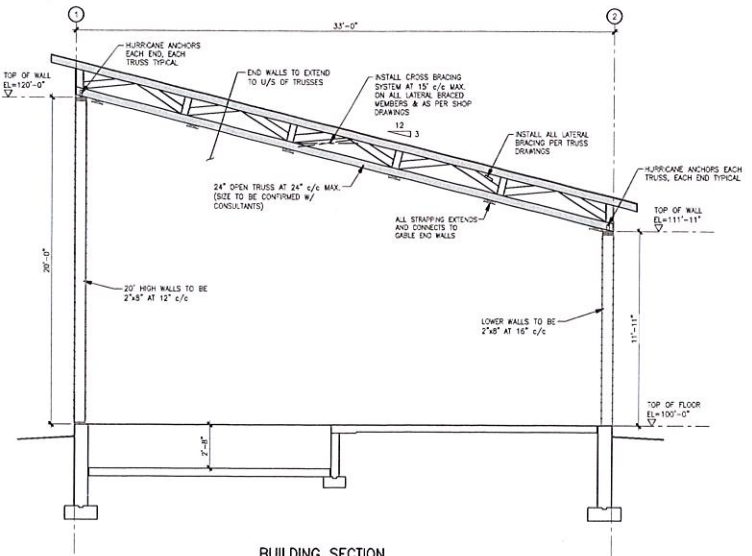 1
2
33'-0"
HURRICANE ANCHORS
EACH END, EACH
TRUSS TYPICAL
TOP OF WALL
EL=120'-0"
END WALLS TO EXTEND
TO U/S OF TRUSSES
INSTALL CROSS BRACING
SYSTEM AT 15' c/c MAX.
ON ALL LATERAL BRACED
MEMBERS & AS PER SHOP
DRAWINGS
12
3
INSTALL ALL LATERAL
BRACING PER TRUSS
DRAWINGS
HURRICANE ANCHORS EACH
TRUSS, EACH END TYPICAL
24" OPEN TRUSS AT 24" c/c MAX.
(SIZE TO BE CONFIRMED W/
CONSULTANTS)
ALL STRAPPING EXTENDS
AND CONNECTS TO
GABLE END WALLS
TOP OF WALL
EL=111'-11"
20'-0"
20' HIGH WALLS TO BE
2"x8" AT 12" c/c
LOWER WALLS TO BE
2"x8" AT 16" c/c
11'-11"
TOP OF FLOOR
EL=100'-0"
2'-8"
BUILDING SECTION